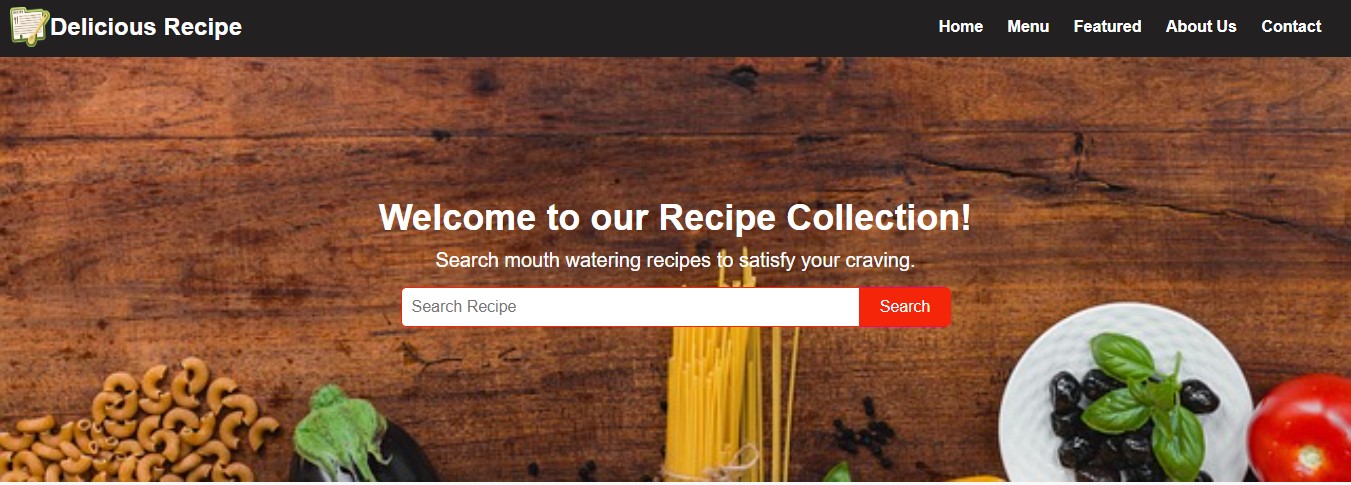 Delicious Recipe
Home Menu Featured About Us Contact
Welcome to our Recipe Collection!
Search mouth watering recipes to satisfy your craving.
Search Recipe Search